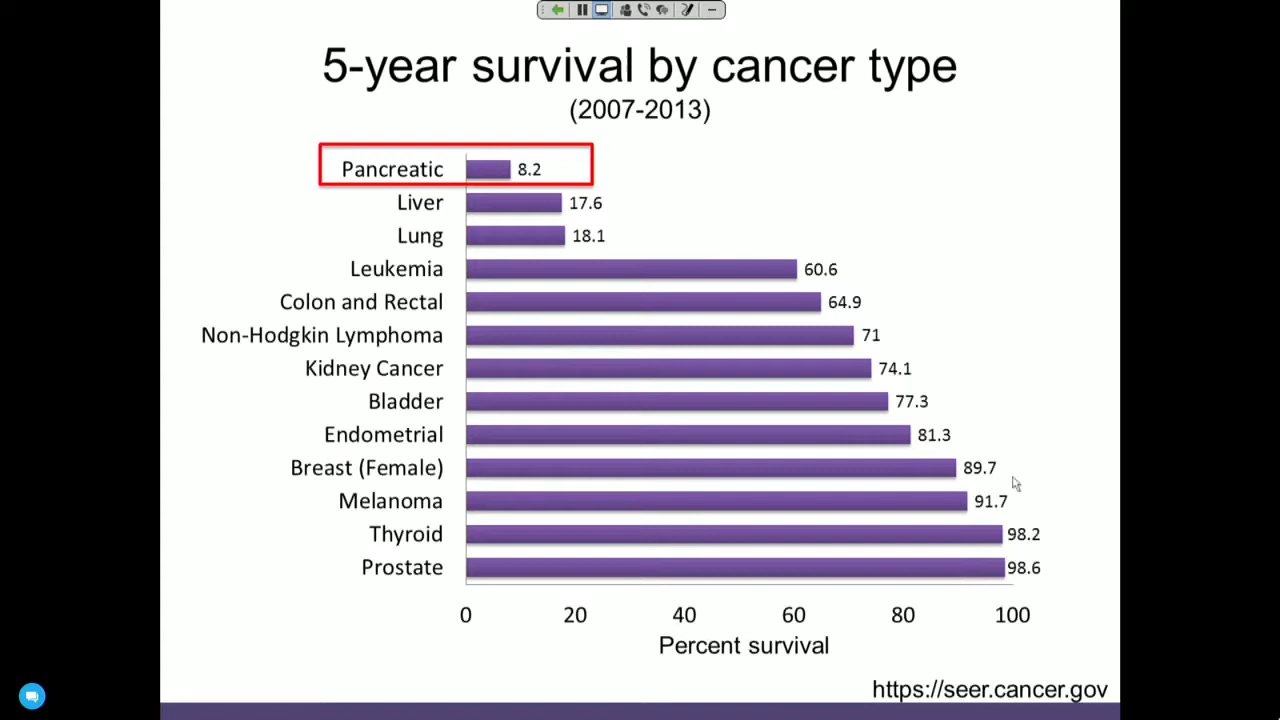 5-year survival by cancer type
(2007-2013)
Pancreatic 8.2
Liver 17.6
Lung 18.1
Leukemia 60.6
Colon and Rectal 64.9
Non-Hodgkin Lymphoma 71
Kidney Cancer 74.1
Bladder 77.3
Endometrial 81.3
Breast (Female) 89.7
Melanoma 91.7
Thyroid 98.2
Prostate 98.6
0 20 40 60 80 100
Percent survival
https://seer.cancer.gov